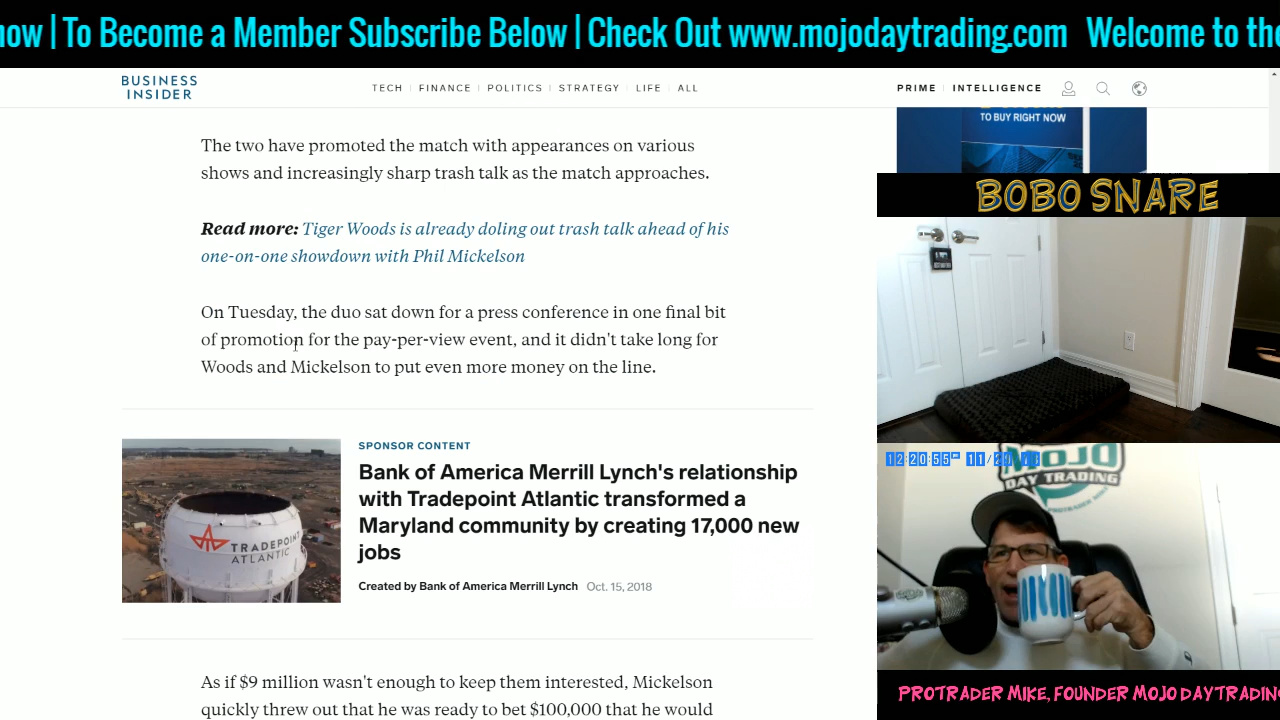 now | To Become a Member Subscribe Below | Check Out www.mojodaytrading.com Welcome to the
BUSINESS
INSIDER
TECH | FINANCE | POLITICS | STRATEGY | LIFE | ALL
PRIME | INTELLIGENCE
TO BUY RIGHT NOW
The two have promoted the match with appearances on various
shows and increasingly sharp trash talk as the match approaches.
Read more: Tiger Woods is already doling out trash talk ahead of his
one-on-one showdown with Phil Mickelson
On Tuesday, the duo sat down for a press conference in one final bit
of promotion for the pay-per-view event, and it didn't take long for
Woods and Mickelson to put even more money on the line.
SPONSOR CONTENT
Bank of America Merrill Lynch's relationship
with Tradepoint Atlantic transformed a
Maryland community by creating 17,000 new
jobs
Created by Bank of America Merrill Lynch Oct. 15, 2018
TRADEPOINT
ATLANTIC
As if $9 million wasn't enough to keep them interested, Mickelson
quickly threw out that he was ready to bet $100,000 that he would
BOBO SNARE
12:20:55
MOJO
DAY TRADING
PROTRADER MIKE, FOUNDER MOJO DAYTRADING